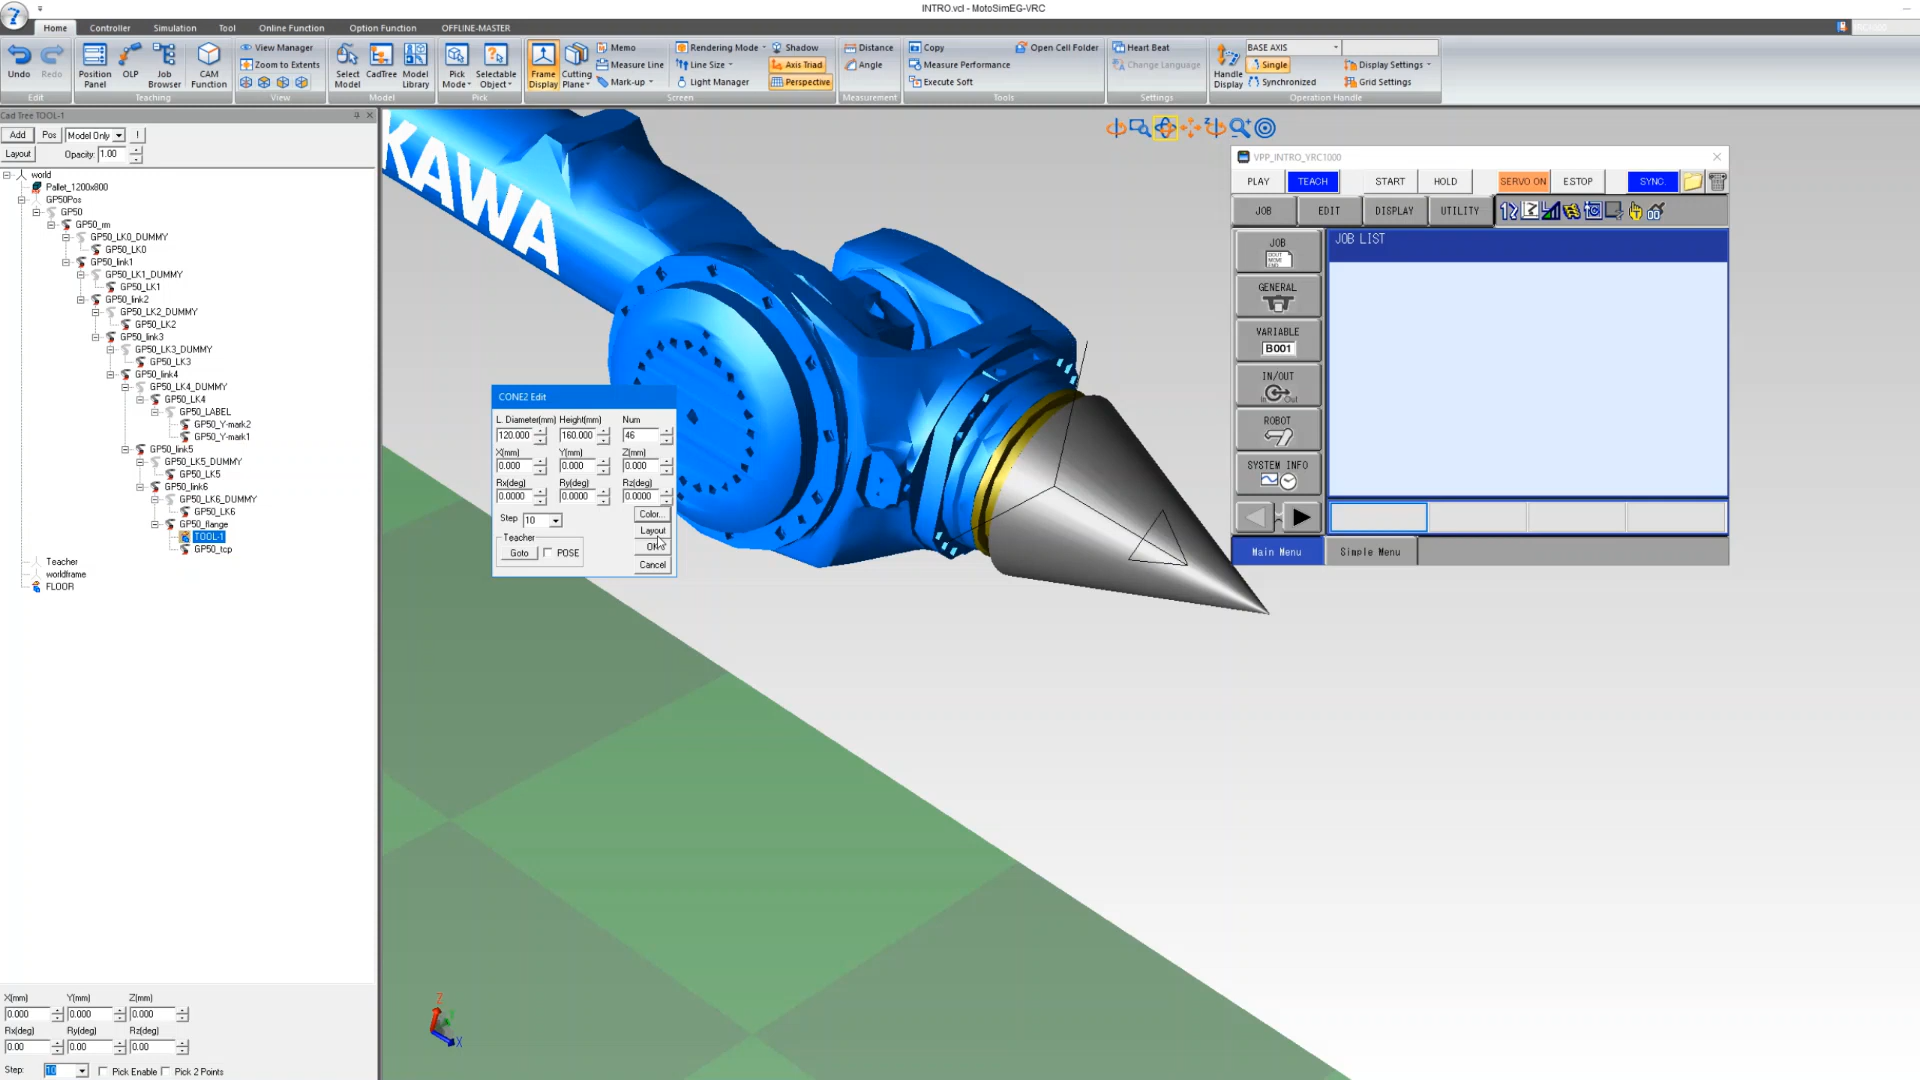 INTRO.vcl - MotoSimEG-VRC
Home Controller Simulation Tool Online Function Option Function OFFLINE-MASTER
Undo Redo Position Panel OLP Job Browser CAM Function View Manager Zoom to Extents Select Model CadTree Model Library Pick Mode Selectable Object Frame Display Cutting Plane Memo Measure Line Mark-up Rendering Mode Line Size Light Manager Shadow Axis Triad Perspective Distance Angle Copy Measure Performance Execute Soft Open Cell Folder Heart Beat Change Language Handle Display BASE AXIS Single Synchronized Display Settings Grid Settings
Edit Teaching View Model Pick Screen Measurement Tools Settings Operation Handle
Cad Tree TOOL-1
Add Pos Model Only !
Layout Opacity: 1.00
world
Pallet_1200x800
GP50Pos
GP50
GP50_rm
GP50_LK0_DUMMY
GP50_LK0
GP50_link1
GP50_LK1_DUMMY
GP50_LK1
GP50_link2
GP50_LK2_DUMMY
GP50_LK2
GP50_link3
GP50_LK3_DUMMY
GP50_LK3
GP50_link4
GP50_LK4_DUMMY
GP50_LK4
GP50_LABEL
GP50_Y-mark2
GP50_Y-mark1
GP50_link5
GP50_LK5_DUMMY
GP50_LK5
GP50_link6
GP50_LK6_DUMMY
GP50_LK6
GP50_flange
TOOL-1
GP50_tcp
Teacher
worldframe
FLOOR
X(mm) Y(mm) Z(mm)
0.000 0.000 0.000
Rx(deg) Ry(deg) Rz(deg)
0.00 0.00 0.00
Step: 10 Pick Enable Pick 2 Points
KAWA
CONE2 Edit
L. Diameter(mm) Height(mm) Num
120.000 160.000 46
X(mm) Y(mm) Z(mm)
0.000 0.000 0.000
Rx(deg) Ry(deg) Rz(deg)
0.0000 0.0000 0.0000
Step 10 Color...
Layout
Teacher
Goto POSE OK
Cancel
Z
X
VPP_INTRO_VRC1000
PLAY TEACH START HOLD SERVO ON ESTOP SYNC.
JOB EDIT DISPLAY UTILITY
JOB LIST
JOB
GENERAL
VARIABLE
B001
IN/OUT
In Out
ROBOT
SYSTEM INFO
Main Menu Simple Menu